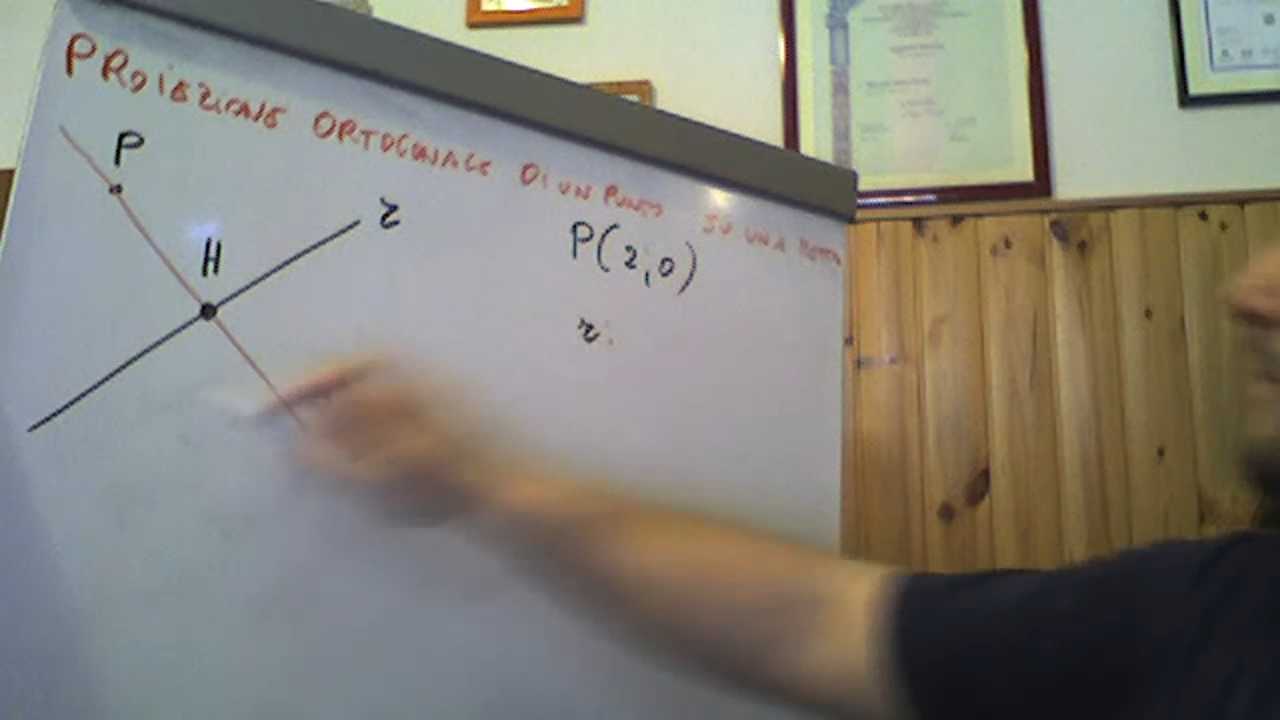 PROIEZIONE ORTOGONALE DI UN PUNTO SU UNA RETTA
P
r
H
P(2,0)
r: